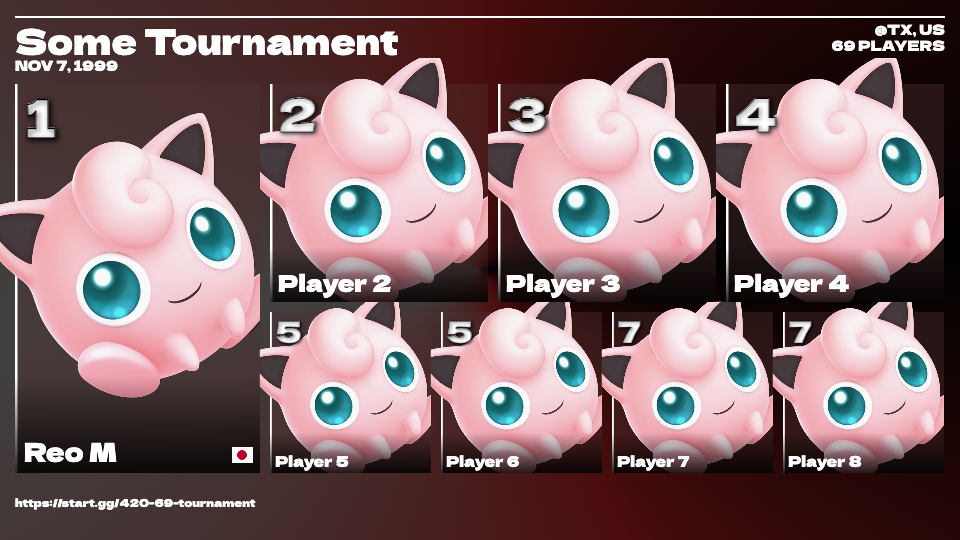 Some Tournament
NOV 7, 1999
@TX, US
69 PLAYERS
1
Reo M
2
Player 2
3
Player 3
4
Player 4
5
Player 5
5
Player 6
7
Player 7
7
Player 8
https://start.gg/420-69-tournament